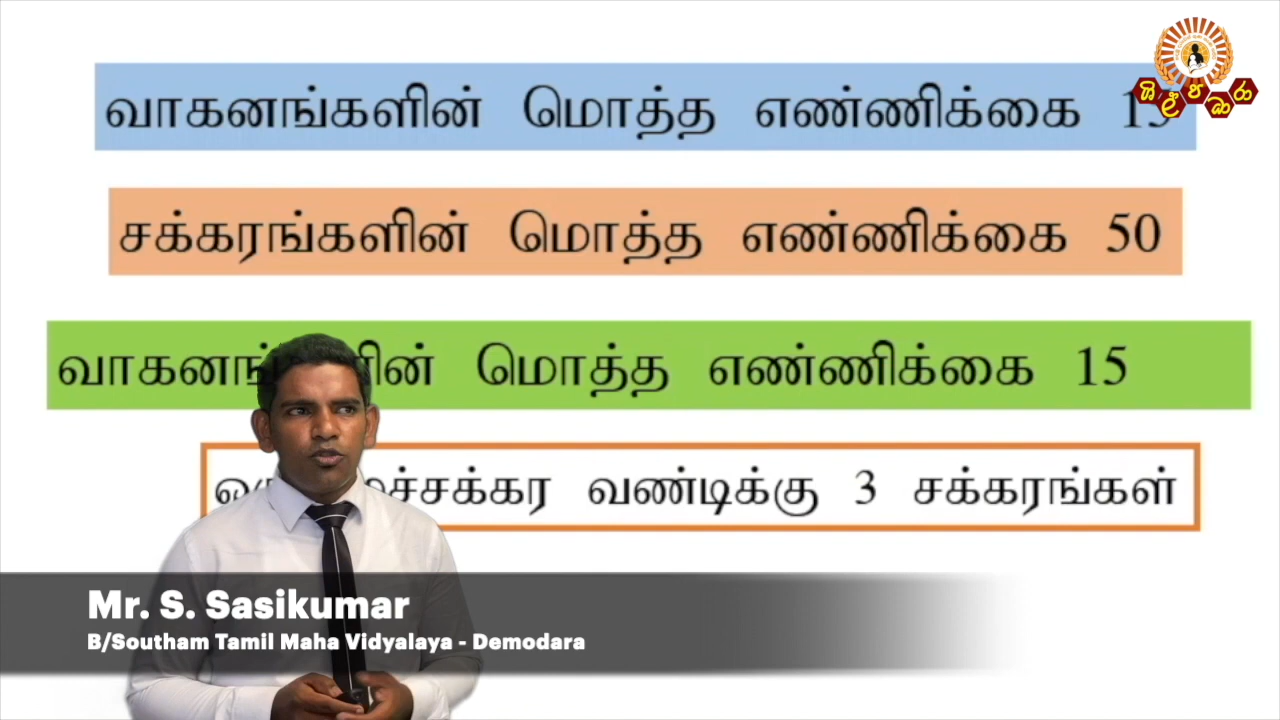 ශිල්ප
ධාරා
வாகனங்களின் மொத்த எண்ணிக்கை 15
சக்கரங்களின் மொத்த எண்ணிக்கை 50
மொத்த எண்ணிக்கை 15
வண்டிக்கு 3 சக்கரங்கள்
Mr. S. Sasikumar
B/Southam Tamil Maha Vidyalaya - Demodara